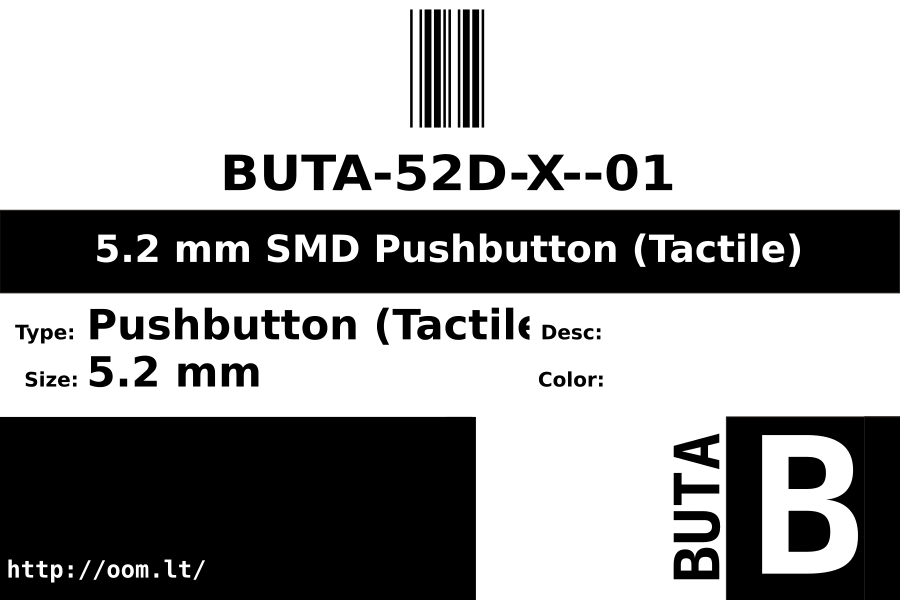 BUTA-52D-X--01
5.2 mm SMD Pushbutton (Tactile)
Type: Pushbutton (Tactile Desc:
Size: 5.2 mm Color:
BUTA
B
http://oom.lt/